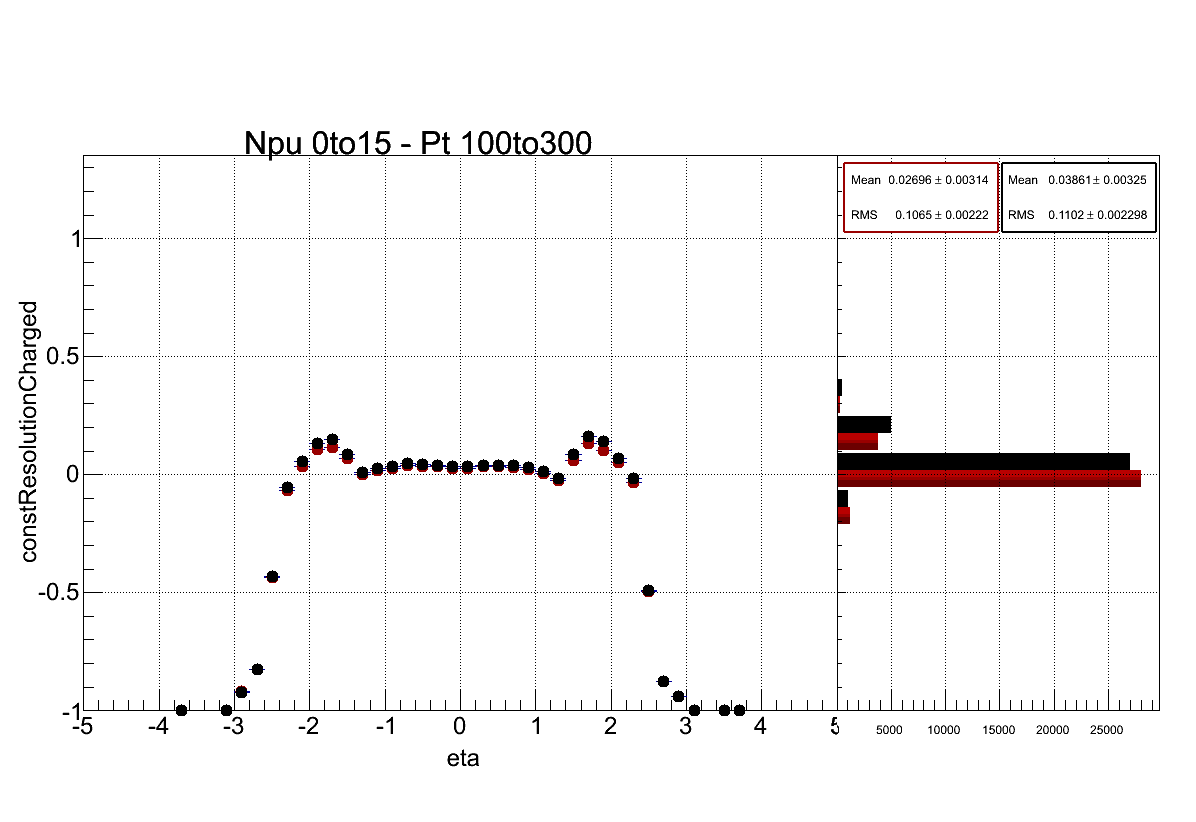 Npu 0to15 - Pt 100to300
Mean 0.02696 ± 0.00314
RMS 0.1065 ± 0.00222
Mean 0.03861 ± 0.00325
RMS 0.1102 ± 0.002298
constResolutionCharged
1
0.5
0
-0.5
-1
-5 -4 -3 -2 -1 0 1 2 3 4 5
eta
5000 10000 15000 20000 25000